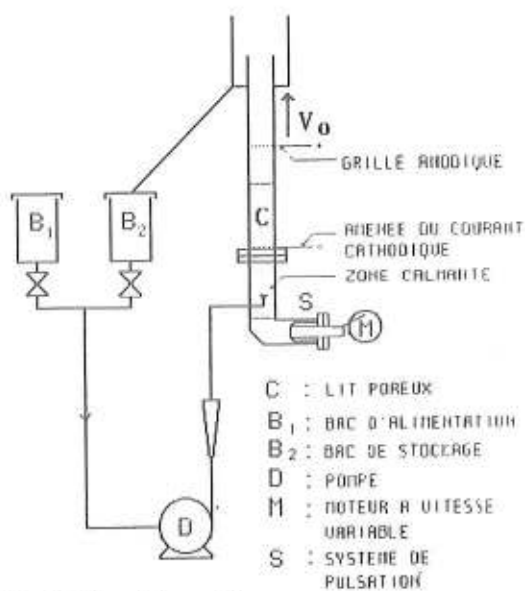 V₀
GRILLE ANODIQUE
B₁
B₂
C
AMENEE DU COURANT
CATHODIQUE
ZONE CALMANTE
S
M
D
C : LIT POREUX
B₁ : BAC D'ALIMENTATION
B₂ : BAC DE STOCKAGE
D : POMPE
M : MOTEUR A VITESSE
VARIABLE
S : SYSTEME DE
PULSATION